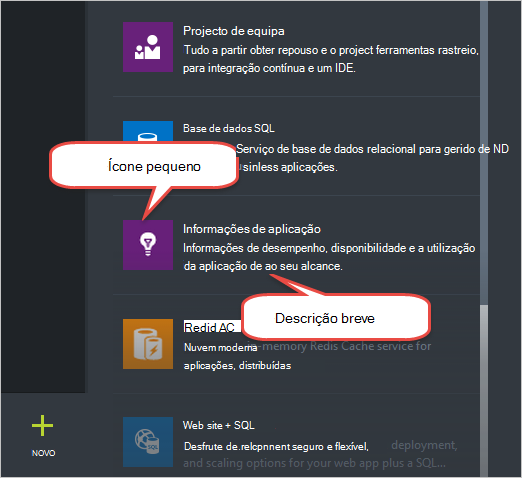 Projecto de equipa
Tudo a partir obter repouso e o project ferramentas rastreio,
para integração contínua e um IDE.
Base de dados SQL
Serviço de base de dados relacional para gerido de ND
sinless aplicações.
Ícone pequeno
Informações de aplicação
Informações de desempenho, disponibilidade e a utilização
da aplicação de ao seu alcance.
Descrição breve
Redid AC
Nuvem moderna-memory Redis Cache service for
aplicações, distribuídas
Web site + SQL
Desfrute de.relopnnent seguro e flexível, deployment,
and scaling options for your web app plus a SQL...
NOVO